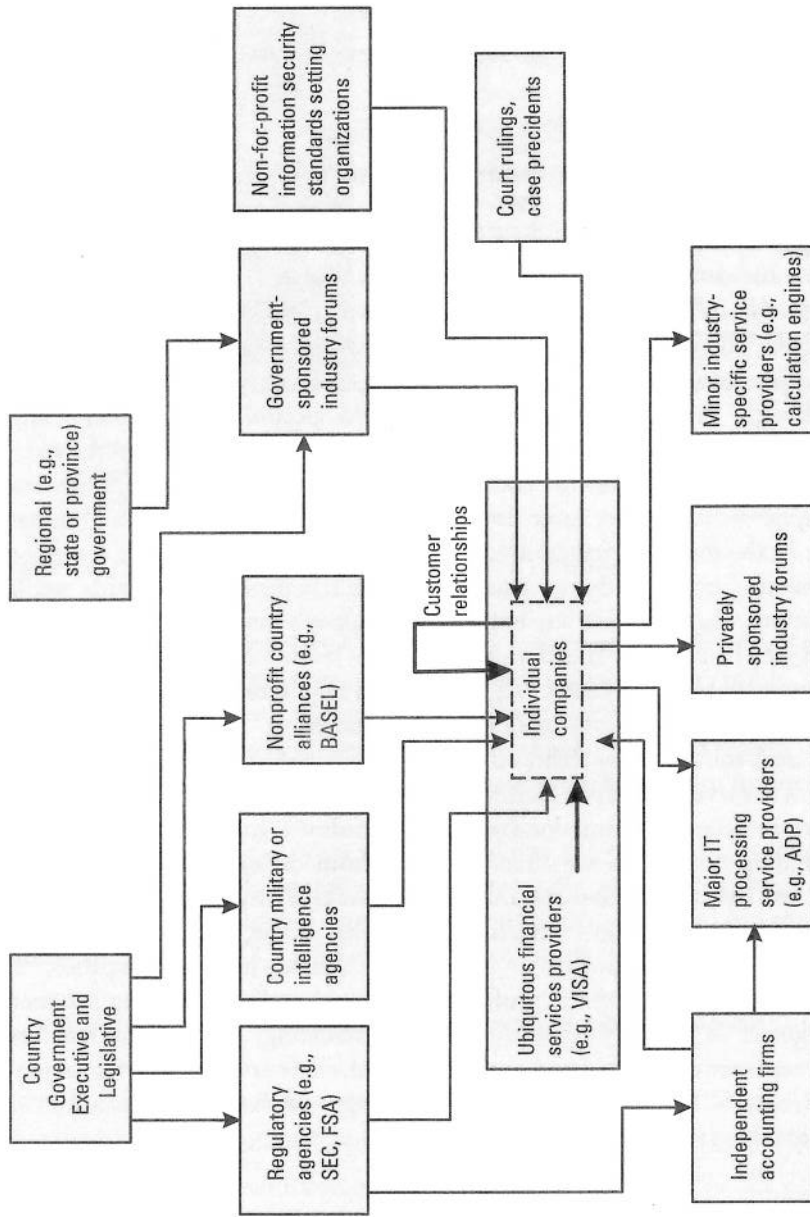 Country
Government
Executive and
Legislative
Regional (e.g.,
state or province)
government
Regulatory
agencies (e.g.,
SEC, FSA)
Country military or
intelligence
agencies
Nonprofit country
alliances (e.g.,
BASEL)
Government-
sponsored
industry forums
Non-for-profit
information security
standards setting
organizations
Customer
relationships
Ubiquitous financial
services providers
(e.g., VISA)
Individual
companies
Court rulings,
case precidents
Independent
accounting firms
Major IT
processing
service providers
(e.g., ADP)
Privately
sponsored
industry forums
Minor industry-
specific service
providers (e.g.,
calculation engines)